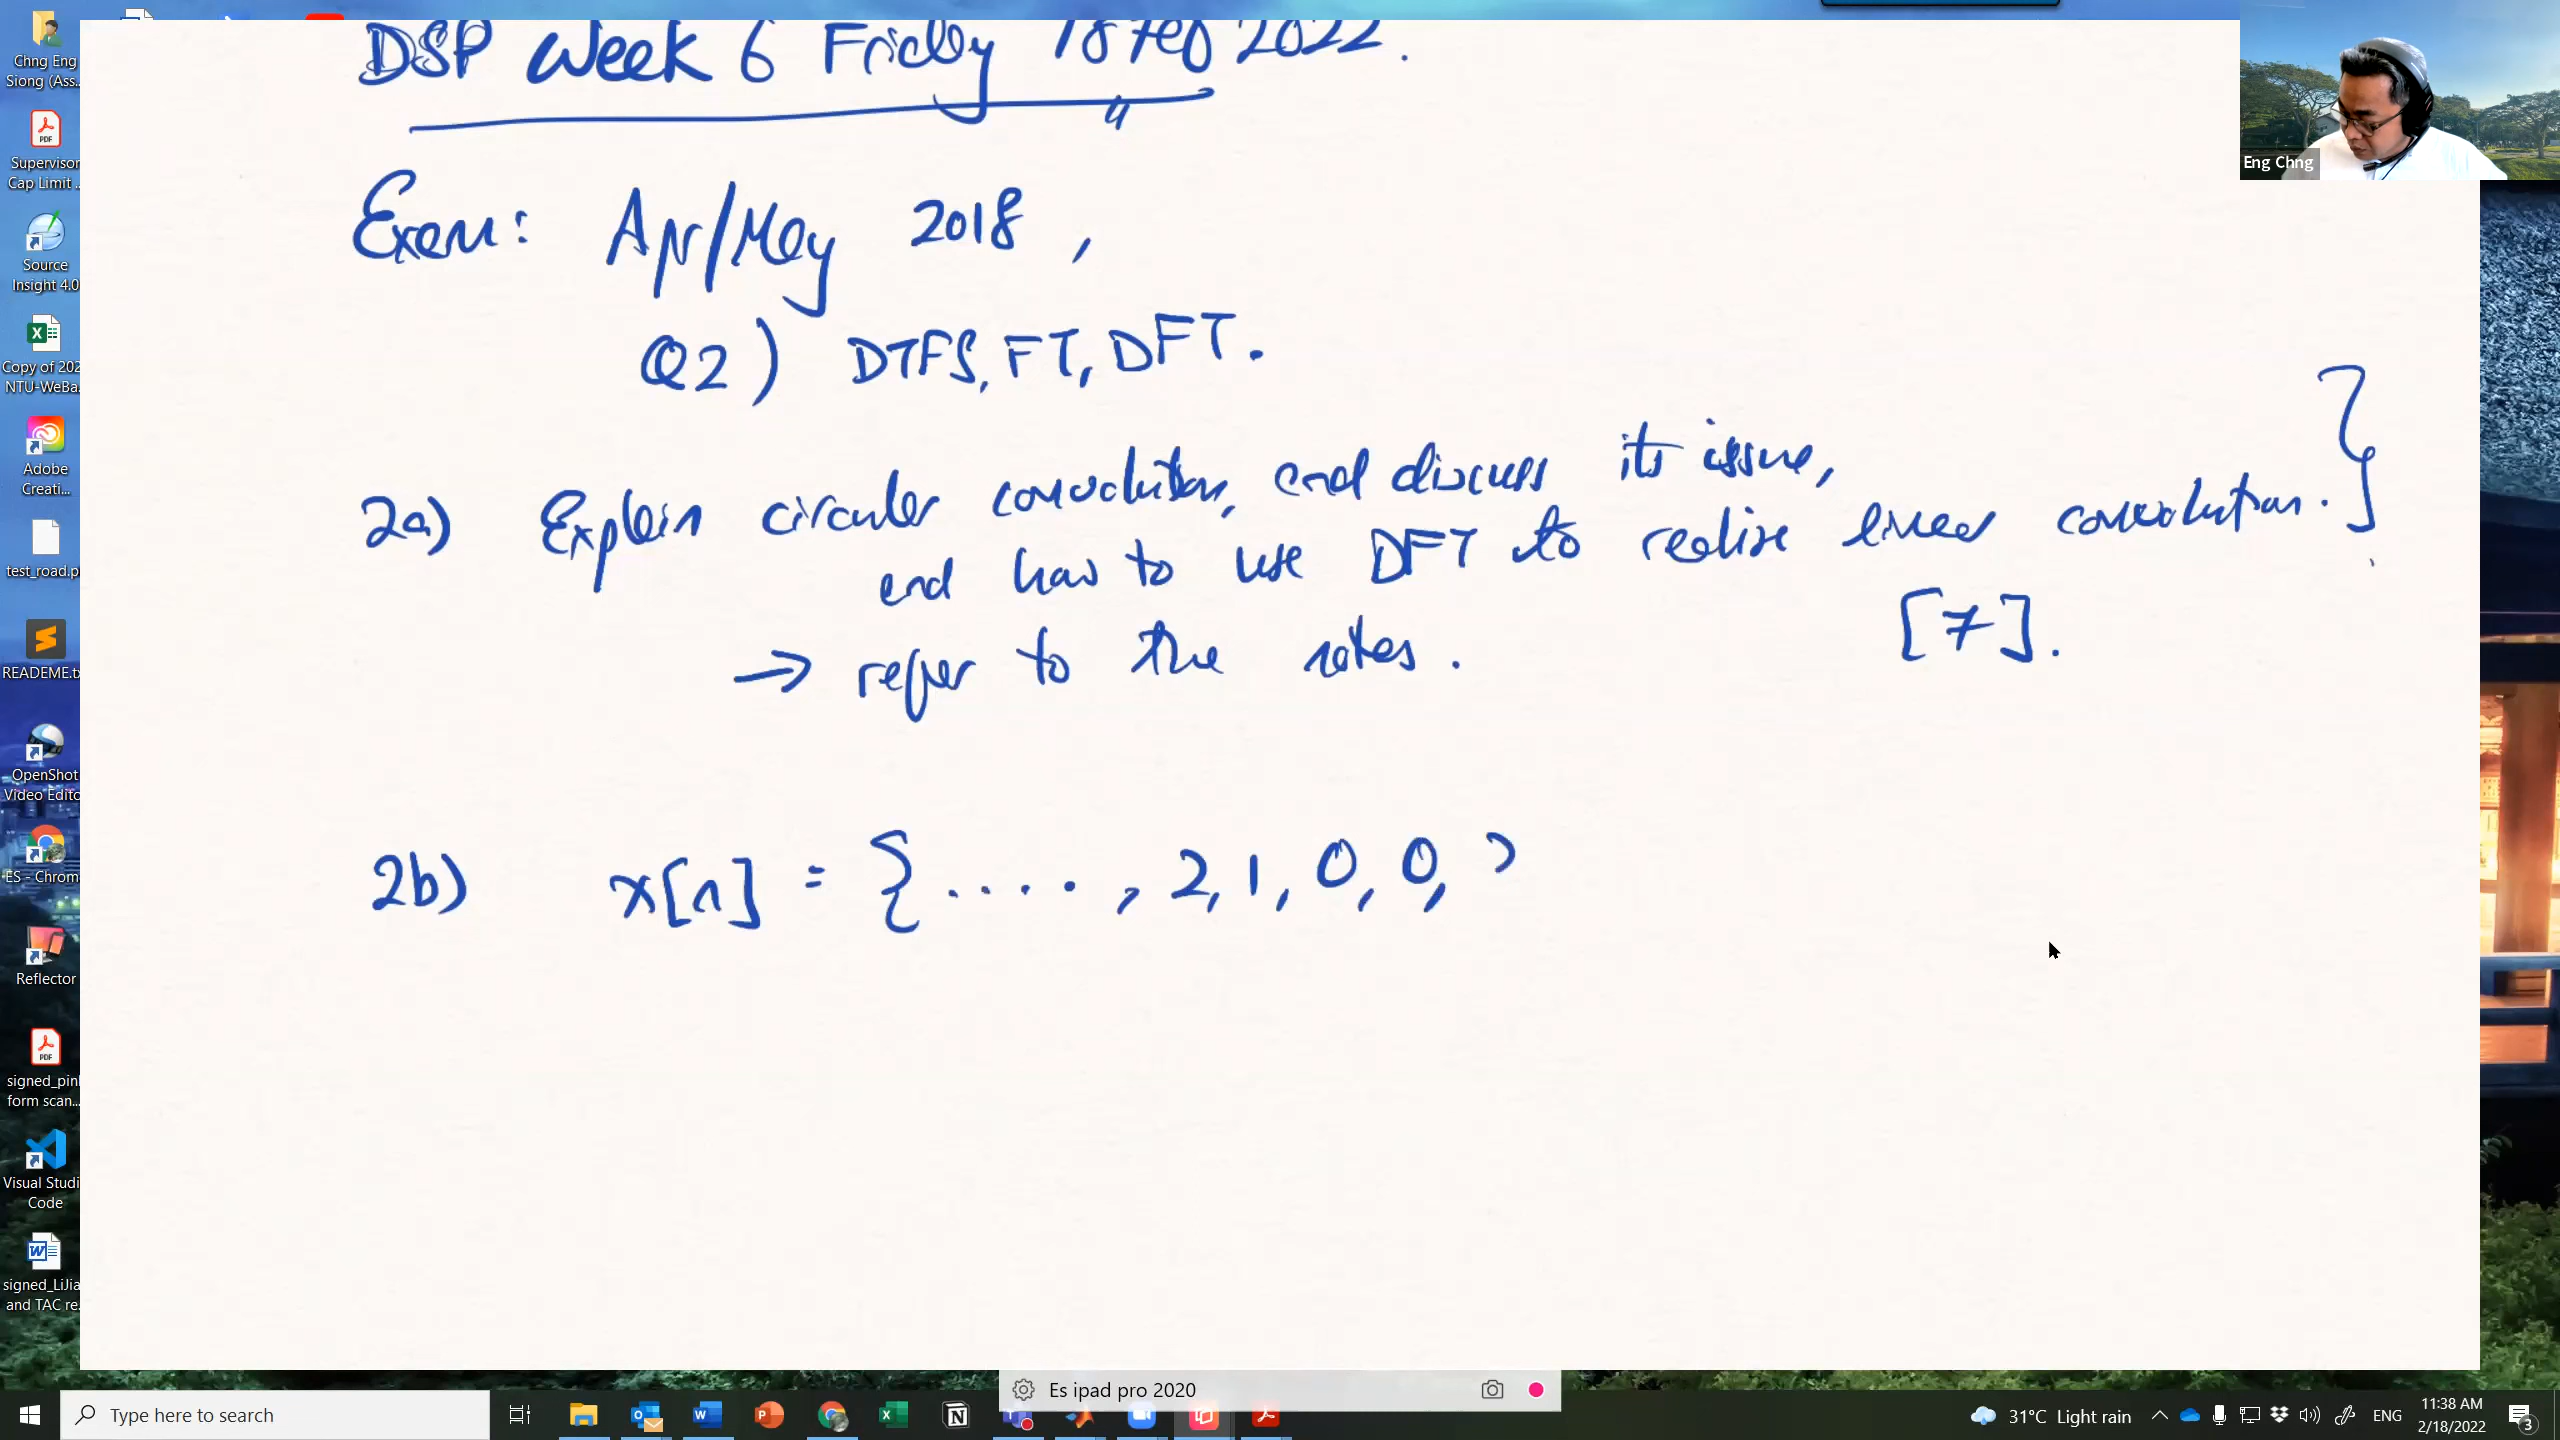 DSP Week 6 Friday 18 Feb 2022.
Exam: Apr/May 2018,
Q2) DTFS, FT, DFT.
2a) Explain circular convolution, and discuss its issue,
and how to use DFT to realise linear convolution.
[7].
→ refer to the notes.
2b) x[n] = {...., 2, 1, 0, 0,
Eng Chng
Chng Eng
Siong (Ass...
Supervisor
Cap Limit ...
Source
Insight 4.0
Copy of 202
NTU-WeBa...
Adobe
Creati...
test_road.p
READEME.tx
OpenShot
Video Edito
ES - Chrom
Reflector
signed_pinl
form scan...
Visual Studi
Code
signed_LiJia
and TAC re...
Es ipad pro 2020
Type here to search
31°C Light rain
ENG
11:38 AM
2/18/2022
3